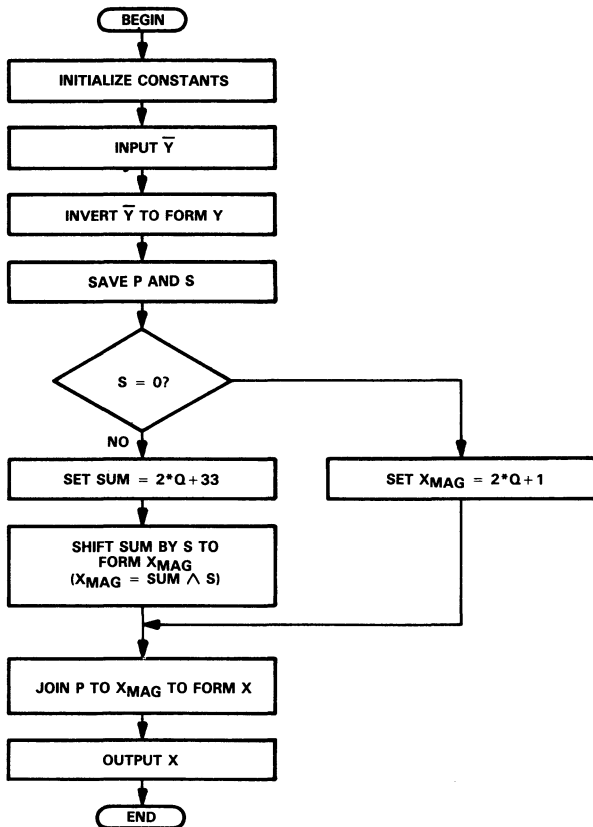 BEGIN
INITIALIZE CONSTANTS
INPUT Y̅
INVERT Y̅ TO FORM Y
SAVE P AND S
S = 0?
NO
SET SUM = 2*Q+33
SET XMAG = 2*Q+1
SHIFT SUM BY S TO
FORM XMAG
(XMAG = SUM ∧ S)
JOIN P TO XMAG TO FORM X
OUTPUT X
END